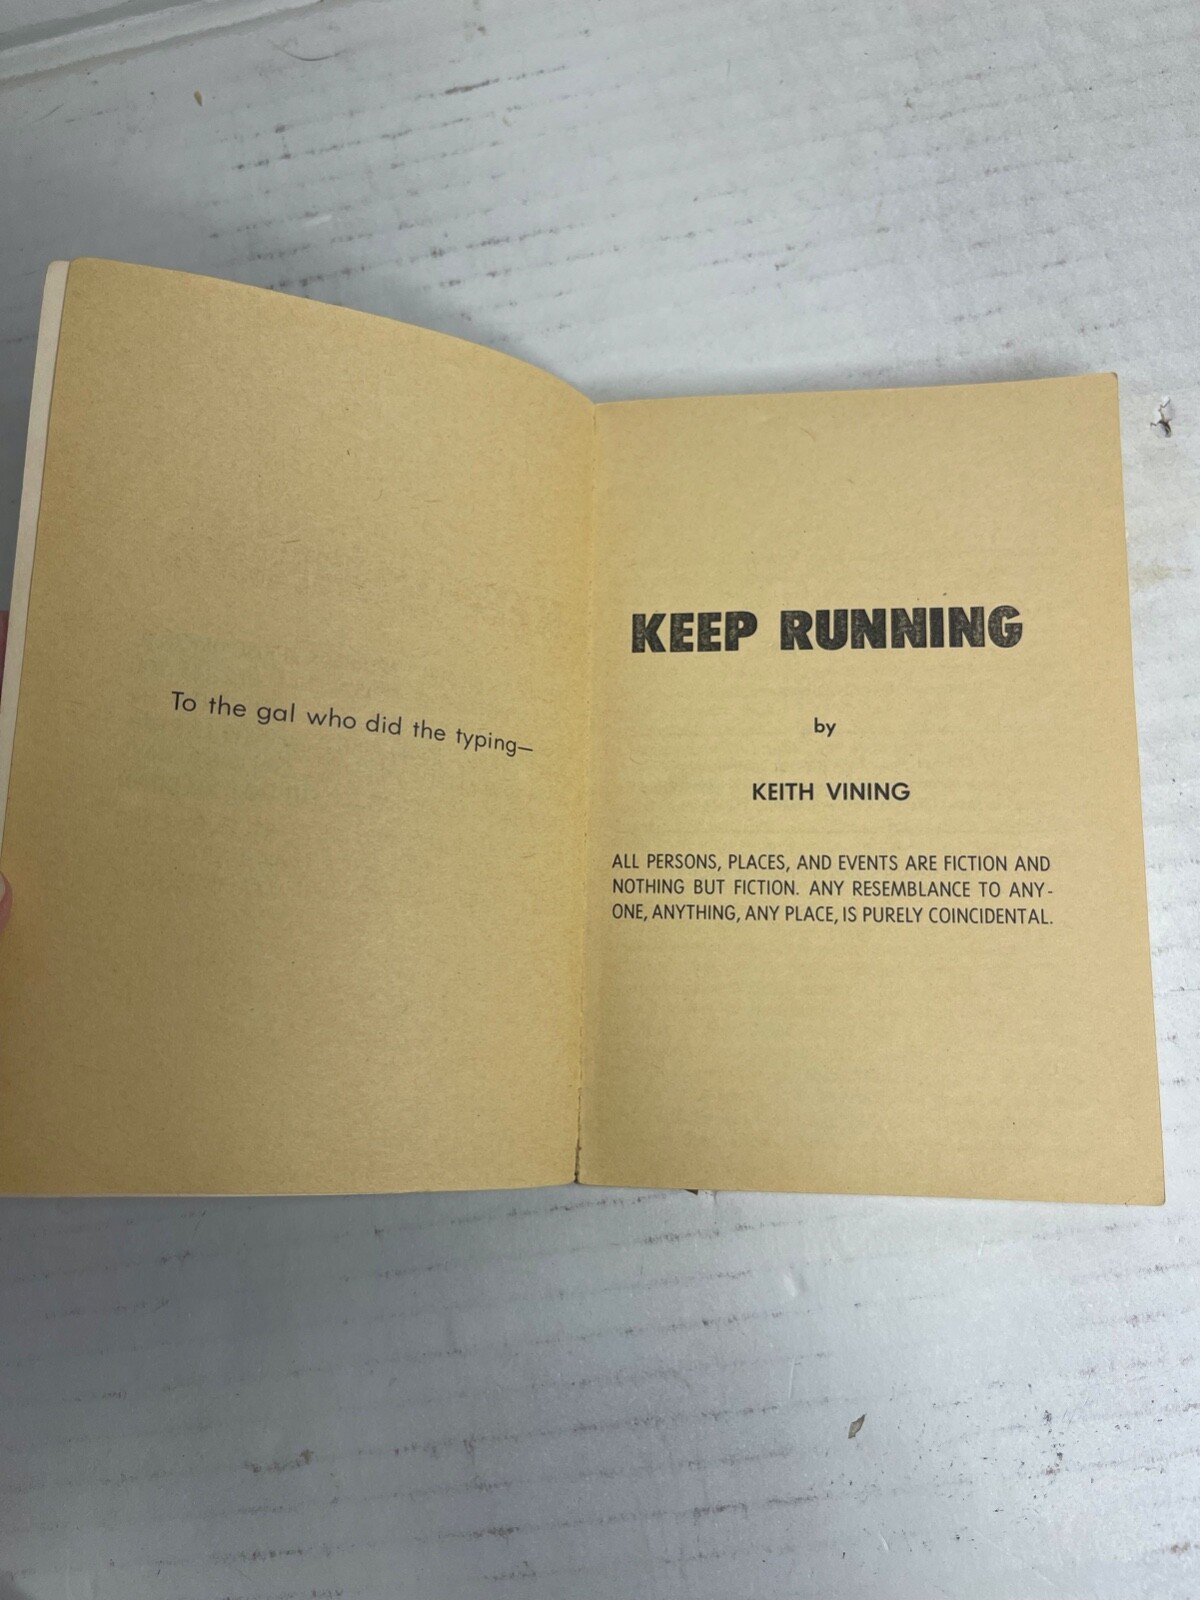 To the gal who did the typing—
KEEP RUNNING
by
KEITH VINING
ALL PERSONS, PLACES, AND EVENTS ARE FICTION AND
NOTHING BUT FICTION. ANY RESEMBLANCE TO ANY-
ONE, ANYTHING, ANY PLACE, IS PURELY COINCIDENTAL.